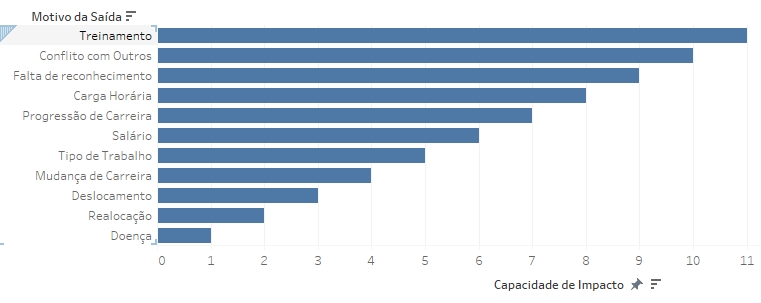 Motivo da Saída
Treinamento
Conflito com Outros
Falta de reconhecimento
Carga Horária
Progressão de Carreira
Salário
Tipo de Trabalho
Mudança de Carreira
Deslocamento
Realocação
Doença
0 1 2 3 4 5 6 7 8 9 10 11
Capacidade de Impacto